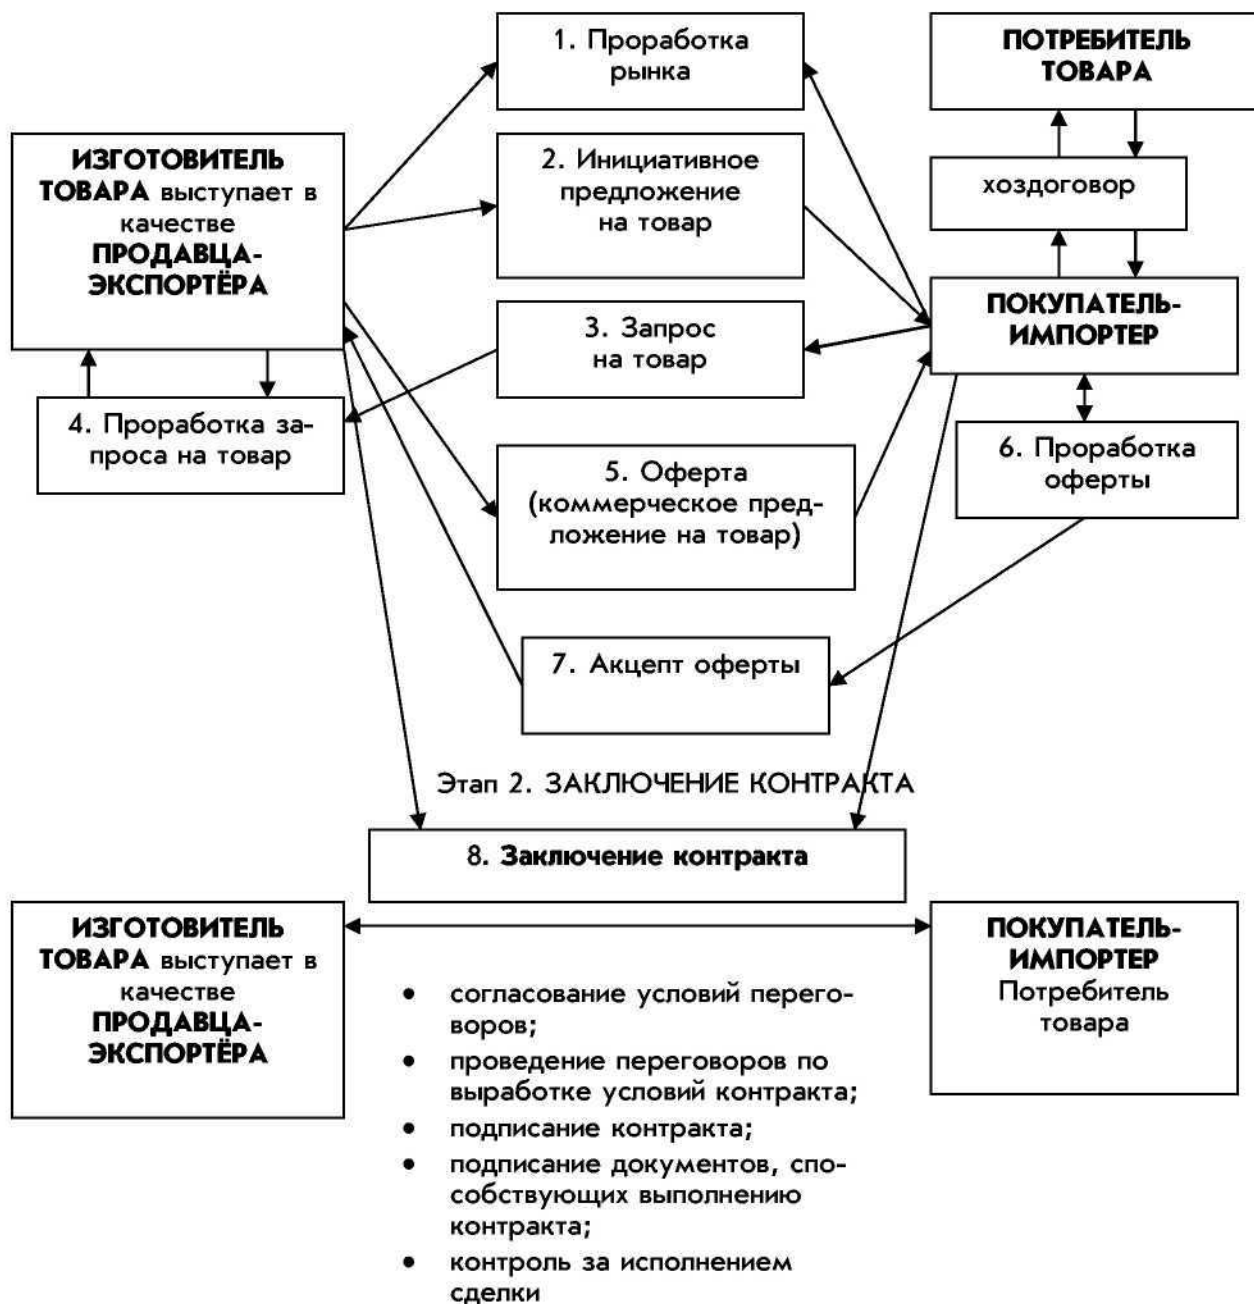 1. Проработка
рынка
ПОТРЕБИТЕЛЬ
ТОВАРА
ИЗГОТОВИТЕЛЬ
ТОВАРА выступает в
качестве
ПРОДАВЦА-
ЭКСПОРТЁРА
2. Инициативное
предложение
на товар
хоздоговор
3. Запрос
на товар
ПОКУПАТЕЛЬ-
ИМПОРТЕР
4. Проработка за-
проса на товар
5. Оферта
(коммерческое пред-
ложение на товар)
6. Проработка
оферты
7. Акцепт оферты
Этап 2. ЗАКЛЮЧЕНИЕ КОНТРАКТА
8. Заключение контракта
ИЗГОТОВИТЕЛЬ
ТОВАРА выступает в
качестве
ПРОДАВЦА-
ЭКСПОРТЁРА
ПОКУПАТЕЛЬ-
ИМПОРТЕР
Потребитель
товара
• согласование условий перего-
воров;
• проведение переговоров по
выработке условий контракта;
• подписание контракта;
• подписание документов, спо-
собствующих выполнению
контракта;
• контроль за исполнением
сделки